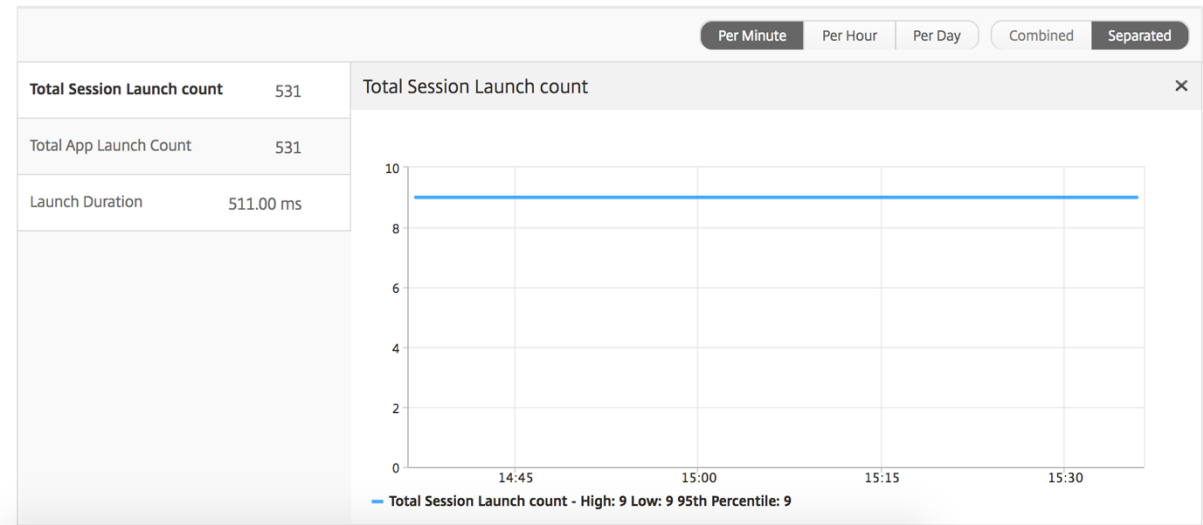 Per Minute Per Hour Per Day Combined Separated
Total Session Launch count 531
Total App Launch Count 531
Launch Duration 511.00 ms
Total Session Launch count ×
10
8
6
4
2
0
14:45 15:00 15:15 15:30
Total Session Launch count - High: 9 Low: 9 95th Percentile: 9